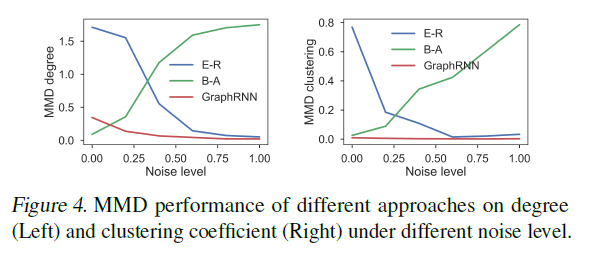 MMD degree
1.5
1.0
0.5
0.0
E-R
B-A
GraphRNN
0.00 0.25 0.50 0.75 1.00
Noise level
MMD clustering
0.8
0.6
0.4
0.2
0.0
E-R
B-A
GraphRNN
0.00 0.25 0.50 0.75 1.00
Noise level
Figure 4. MMD performance of different approaches on degree
(Left) and clustering coefficient (Right) under different noise level.